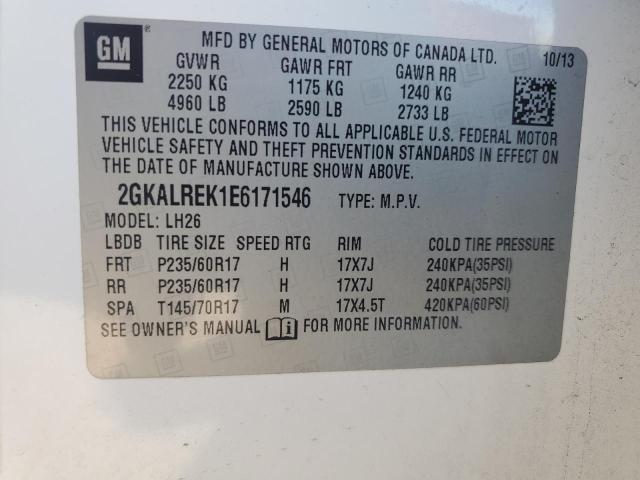 GM
MFD BY GENERAL MOTORS OF CANADA LTD. 10/13
GVWR GAWR FRT GAWR RR
2250 KG 1175 KG 1240 KG
4960 LB 2590 LB 2733 LB
THIS VEHICLE CONFORMS TO ALL APPLICABLE U.S. FEDERAL MOTOR
VEHICLE SAFETY AND THEFT PREVENTION STANDARDS IN EFFECT ON
THE DATE OF MANUFACTURE SHOWN ABOVE.
2GKALREK1E6171546 TYPE: M.P.V.
MODEL: LH26
LBDB TIRE SIZE SPEED RTG RIM COLD TIRE PRESSURE
FRT P235/60R17 H 17X7J 240KPA(35PSI)
RR P235/60R17 H 17X7J 240KPA(35PSI)
SPA T145/70R17 M 17X4.5T 420KPA(60PSI)
SEE OWNER'S MANUAL FOR MORE INFORMATION.